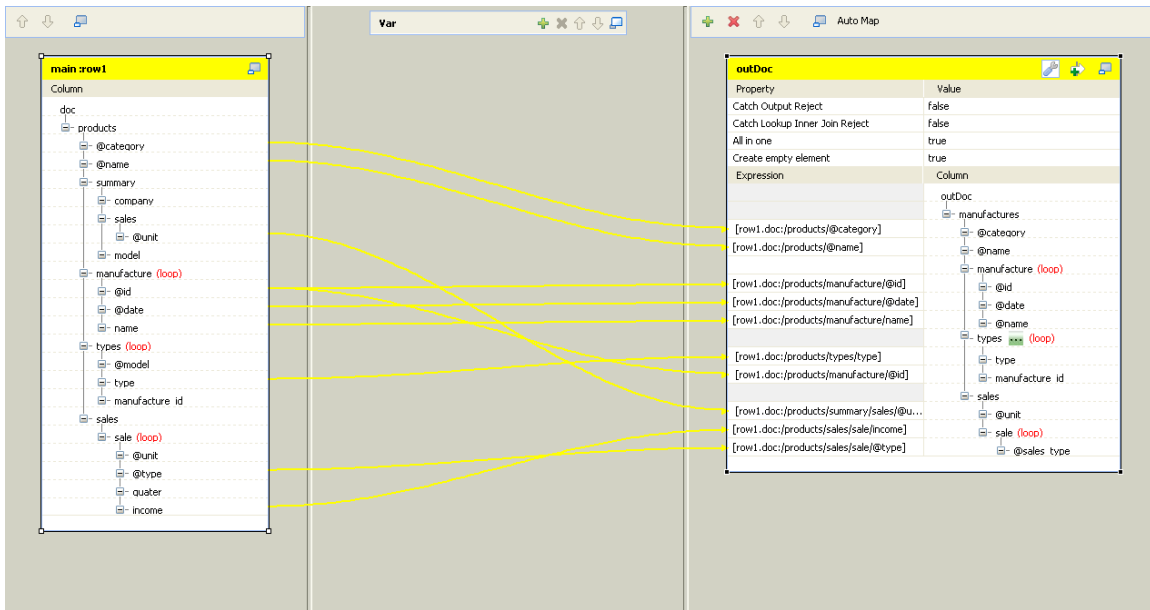 Var
Auto Map
main :row1
Column
doc
products
@category
@name
summary
company
sales
@unit
model
manufacture (loop)
@id
@date
name
types (loop)
@model
type
manufacture_id
sales
sale (loop)
@unit
@type
quater
income
outDoc
Property Value
Catch Output Reject false
Catch Lookup Inner Join Reject false
All in one true
Create empty element true
Expression Column
outDoc
manufactures
[row1.doc:/products/@category] @category
[row1.doc:/products/@name] @name
manufacture (loop)
[row1.doc:/products/manufacture/@id] @id
[row1.doc:/products/manufacture/@date] @date
[row1.doc:/products/manufacture/name] @name
types ... (loop)
[row1.doc:/products/types/type] type
[row1.doc:/products/manufacture/@id] manufacture_id
sales
[row1.doc:/products/summary/sales/@u... @unit
[row1.doc:/products/sales/sale/income] sale (loop)
[row1.doc:/products/sales/sale/@type] @sales_type